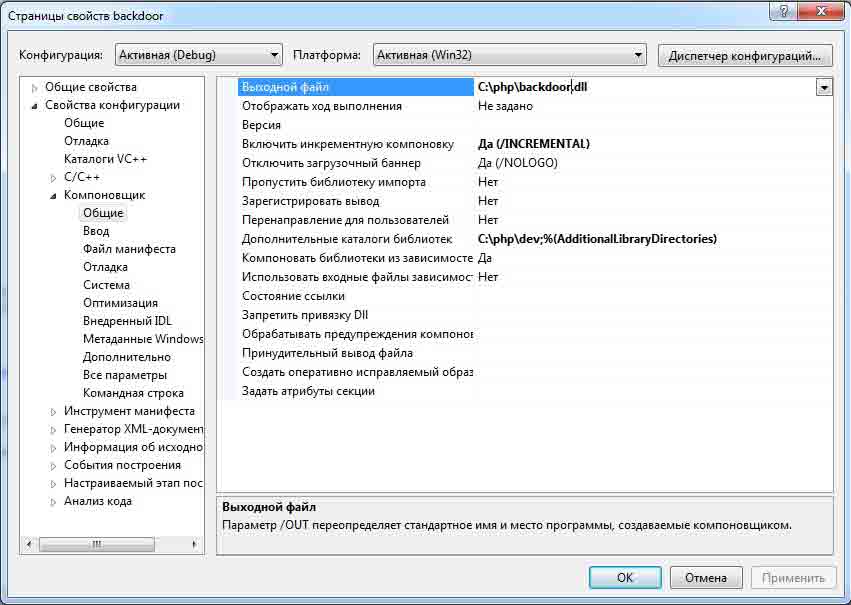 Страницы свойств backdoor
Конфигурация: Активная (Debug) Платформа: Активная (Win32) Диспетчер конфигураций...
Общие свойства
Свойства конфигурации
Общие
Отладка
Каталоги VC++
C/C++
Компоновщик
Общие
Ввод
Файл манифеста
Отладка
Система
Оптимизация
Внедренный IDL
Метаданные Windows
Дополнительно
Все параметры
Командная строка
Инструмент манифеста
Генератор XML-документ
Информация об исходно
События построения
Настраиваемый этап пос
Анализ кода
Выходной файл C:\php\backdoor.dll
Отображать ход выполнения Не задано
Версия
Включить инкрементную компоновку Да (/INCREMENTAL)
Отключить загрузочный баннер Да (/NOLOGO)
Пропустить библиотеку импорта Нет
Зарегистрировать вывод Нет
Перенаправление для пользователей Нет
Дополнительные каталоги библиотек C:\php\dev;%(AdditionalLibraryDirectories)
Компоновать библиотеки из зависимосте Да
Использовать входные файлы зависимос Нет
Состояние ссылки
Запретить привязку Dll
Обрабатывать предупреждения компонов
Принудительный вывод файла
Создать оперативно исправляемый образ
Задать атрибуты секции
Выходной файл
Параметр /OUT переопределяет стандартное имя и место программы, создаваемые компоновщиком.
ОК Отмена Применить